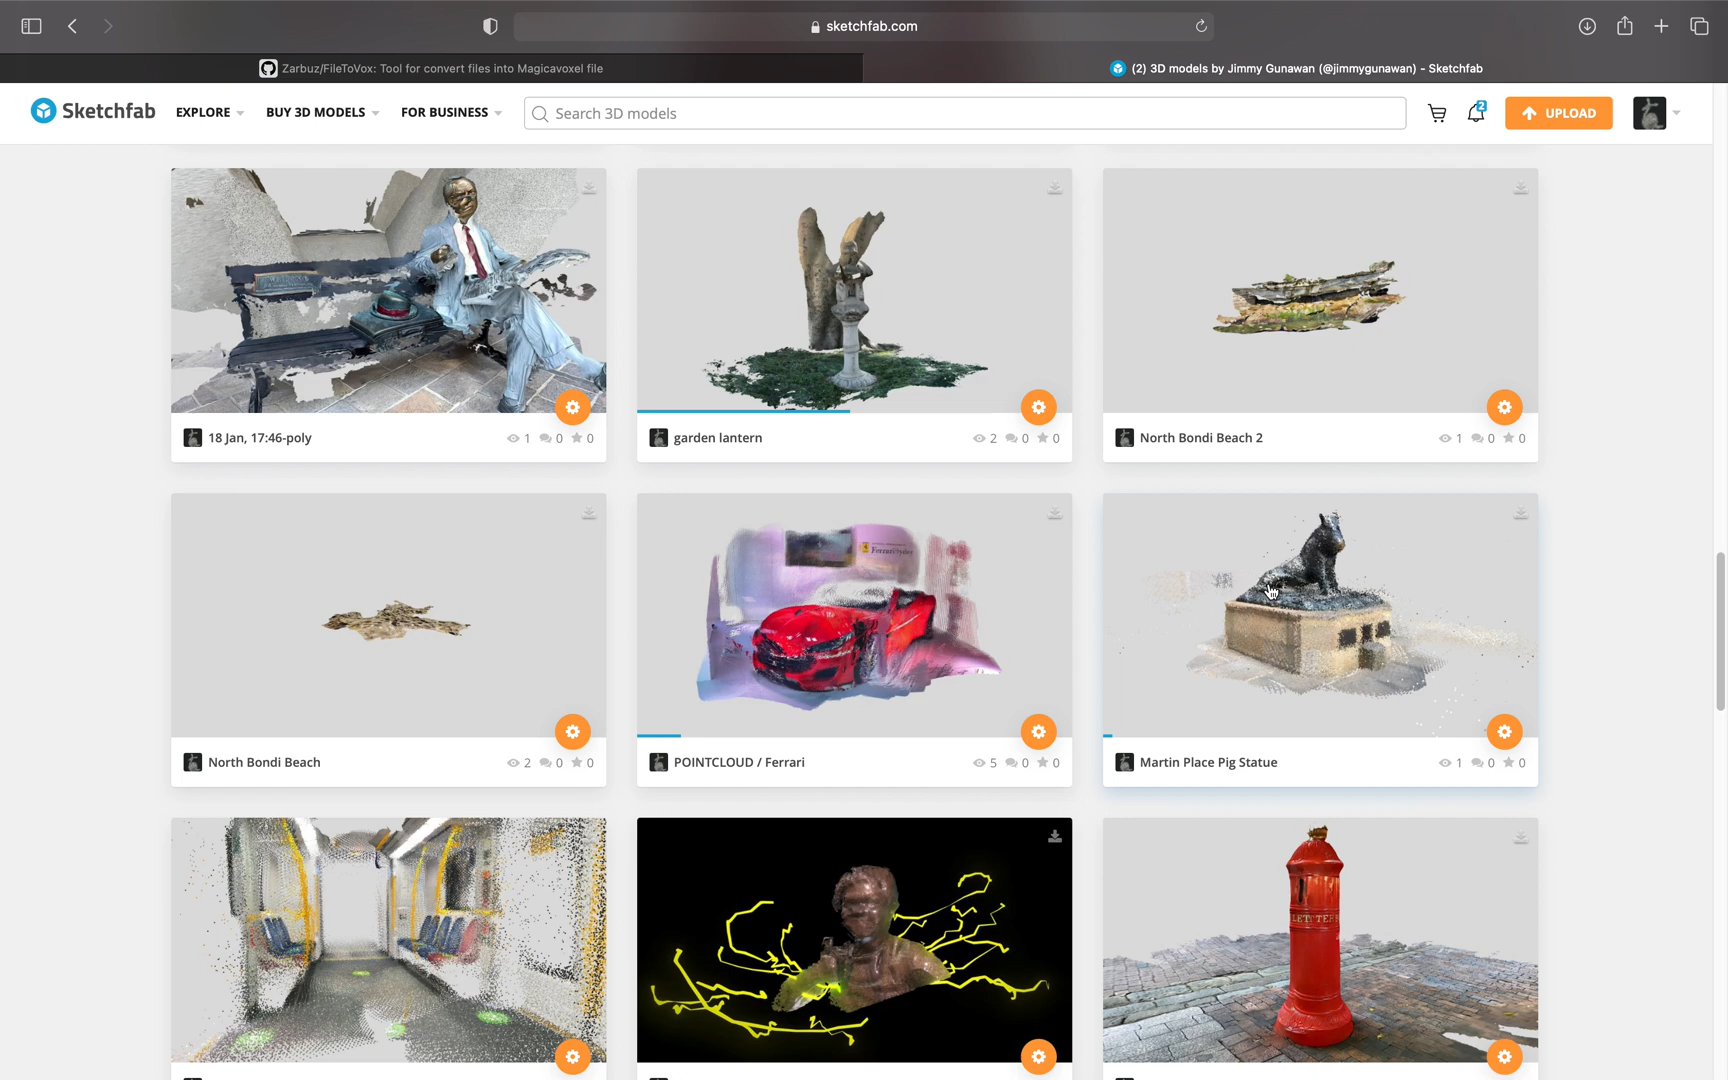 sketchfab.com
Zarbuz/FileToVox: Tool for convert files into Magicavoxel file
(2) 3D models by Jimmy Gunawan (@jimmygunawan) - Sketchfab
Sketchfab
EXPLORE
BUY 3D MODELS
FOR BUSINESS
Search 3D models
2
UPLOAD
18 Jan, 17:46-poly
1 0 0
garden lantern
2 0 0
North Bondi Beach 2
1 0 0
Ferrari
North Bondi Beach
2 0 0
POINTCLOUD / Ferrari
5 0 0
Martin Place Pig Statue
1 0 0